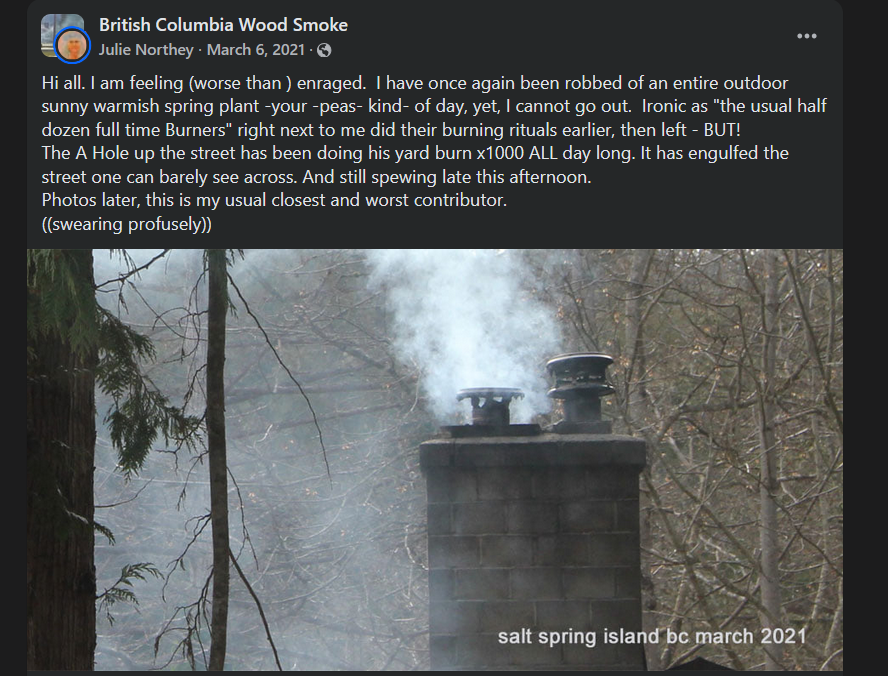 British Columbia Wood Smoke
Julie Northey · March 6, 2021 ·
Hi all. I am feeling (worse than ) enraged.  I have once again been robbed of an entire outdoor
sunny warmish spring plant -your -peas- kind- of day, yet, I cannot go out.  Ironic as "the usual half
dozen full time Burners" right next to me did their burning rituals earlier, then left - BUT!
The A Hole up the street has been doing his yard burn x1000 ALL day long. It has engulfed the
street one can barely see across. And still spewing late this afternoon.
Photos later, this is my usual closest and worst contributor.
((swearing profusely))
salt spring island bc march 2021